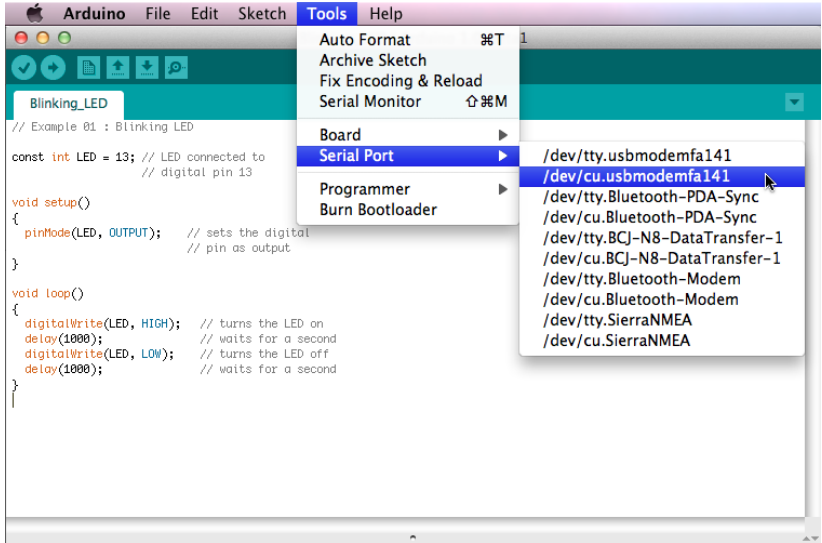 Arduino File Edit Sketch Tools Help
1
Auto Format ⌘T
Archive Sketch
Fix Encoding & Reload
Serial Monitor ⇧⌘M
Board
Serial Port
Programmer
Burn Bootloader
/dev/tty.usbmodemfa141
/dev/cu.usbmodemfa141
/dev/tty.Bluetooth-PDA-Sync
/dev/cu.Bluetooth-PDA-Sync
/dev/tty.BCJ-N8-DataTransfer-1
/dev/cu.BCJ-N8-DataTransfer-1
/dev/tty.Bluetooth-Modem
/dev/cu.Bluetooth-Modem
/dev/tty.SierraNMEA
/dev/cu.SierraNMEA
Blinking_LED
// Example 01 : Blinking LED
const int LED = 13; // LED connected to
// digital pin 13
void setup()
{
pinMode(LED, OUTPUT); // sets the digital
// pin as output
}
void loop()
{
digitalWrite(LED, HIGH); // turns the LED on
delay(1000); // waits for a second
digitalWrite(LED, LOW); // turns the LED off
delay(1000); // waits for a second
}